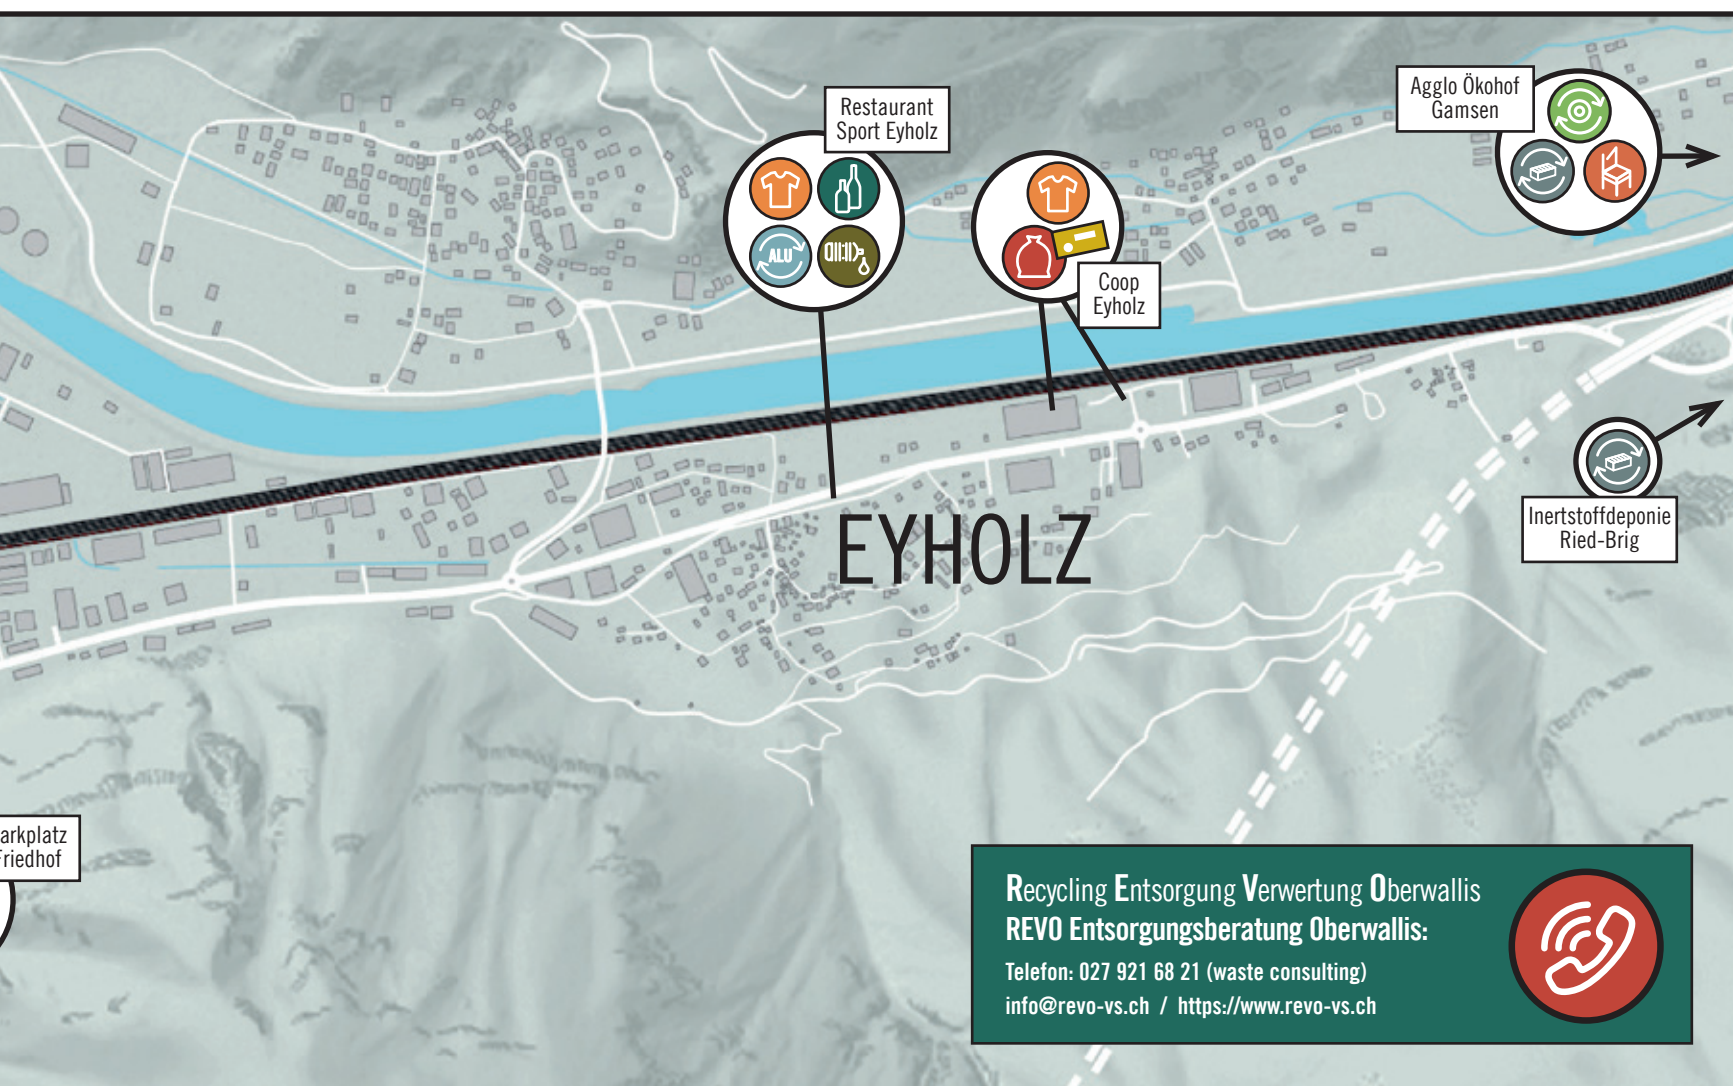 Restaurant
Sport Eyholz
Agglo Ökohof
Gamsen
ALU
Coop
Eyholz
Inertstoffdeponie
Ried-Brig
EYHOLZ
arkplatz
Friedhof
Recycling Entsorgung Verwertung Oberwallis
REVO Entsorgungsberatung Oberwallis:
Telefon: 027 921 68 21 (waste consulting)
info@revo-vs.ch / https://www.revo-vs.ch